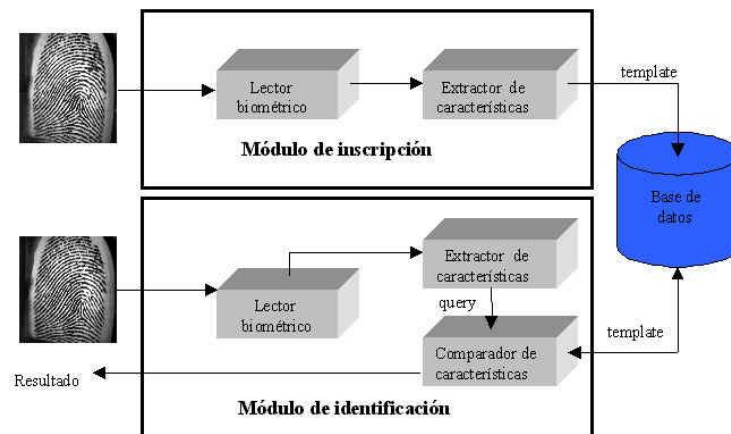 Lector
biométrico
Extractor de
características
template
Módulo de inscripción
Base de
datos
Extractor de
características
Lector
biométrico
query
Comparador de
características
template
Resultado
Módulo de identificación